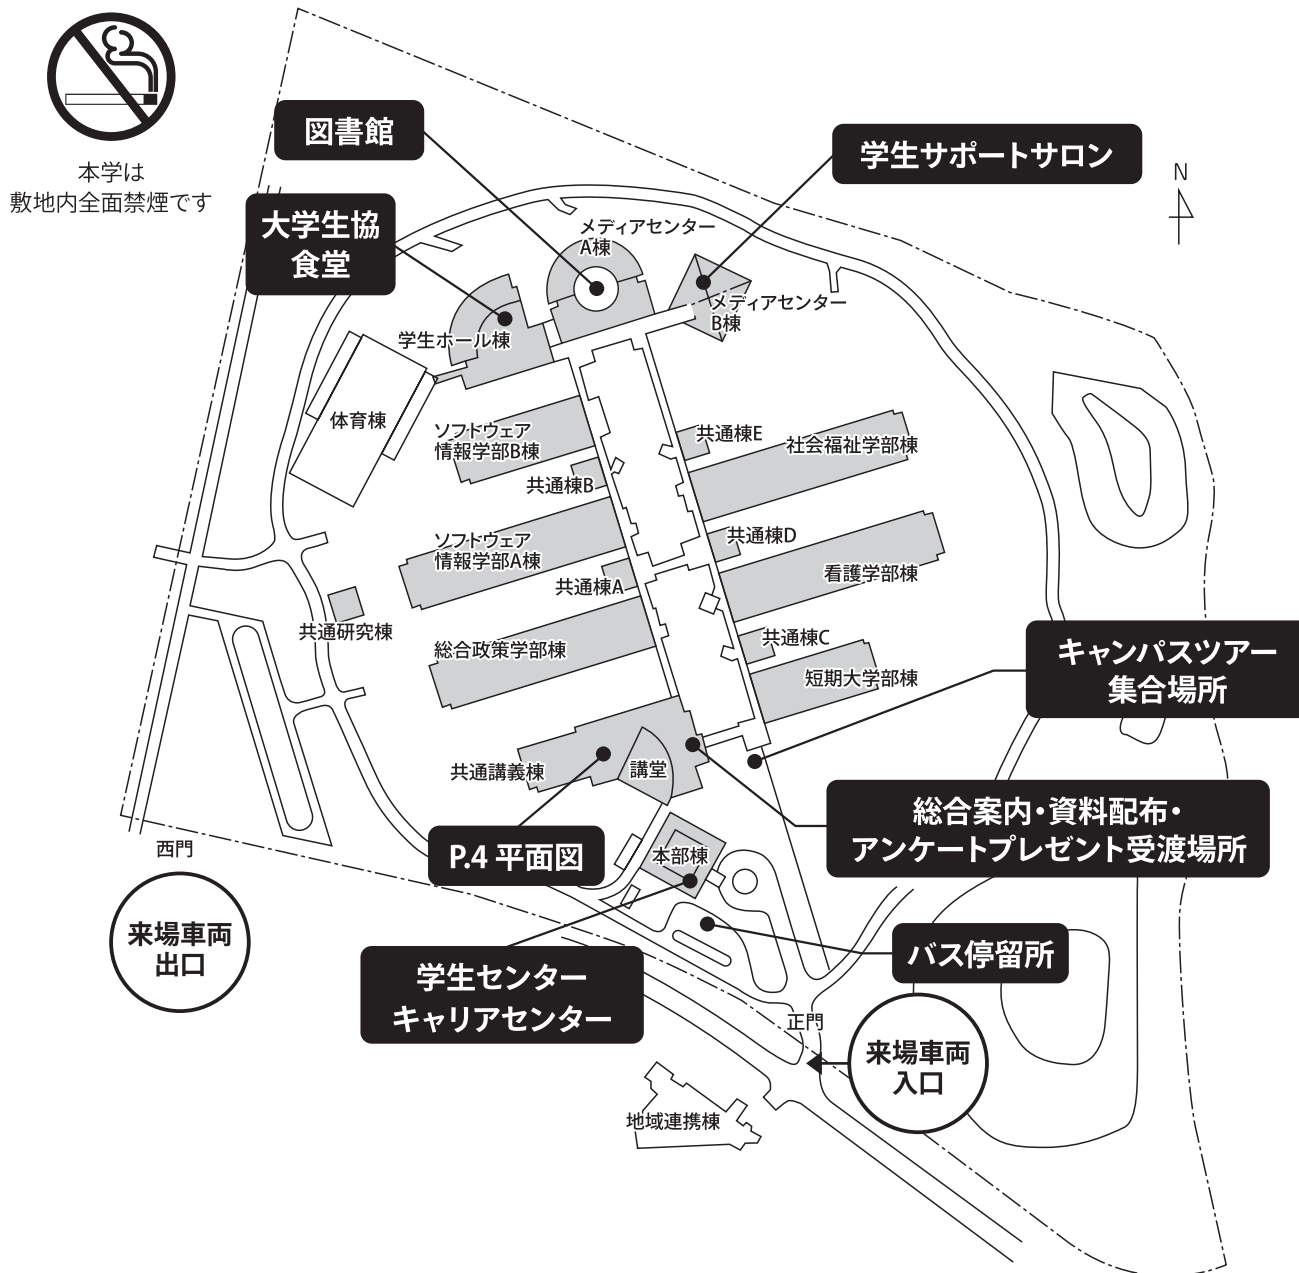 本学は
敷地内全面禁煙です
図書館
学生サポートサロン
N
大学生協
食堂
メディアセンター
A棟
メディアセンター
B棟
学生ホール棟
体育棟
ソフトウェア
情報学部B棟
共通棟E
社会福祉学部棟
共通棟B
ソフトウェア
情報学部A棟
共通棟D
看護学部棟
共通棟A
共通研究棟
総合政策学部棟
共通棟C
短期大学部棟
キャンパスツアー
集合場所
共通講義棟
講堂
総合案内・資料配布・
アンケートプレゼント受渡場所
西門
P.4 平面図
本部棟
来場車両
出口
学生センター
キャリアセンター
バス停留所
正門
来場車両
入口
地域連携棟